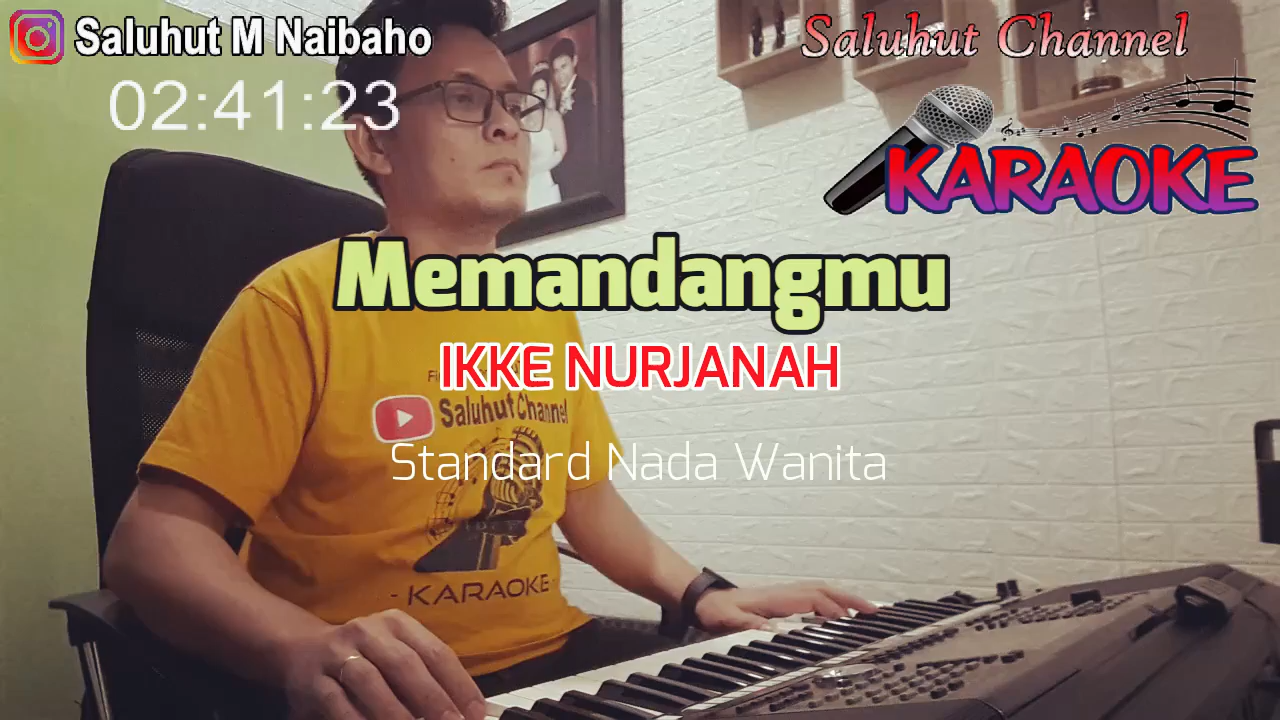 Saluhut M Naibaho
Saluhut Channel
02:41:23
KARAOKE
Memandangmu
IKKE NURJANAH
Saluhut Channel
Standard Nada Wanita
- KARAOKE -